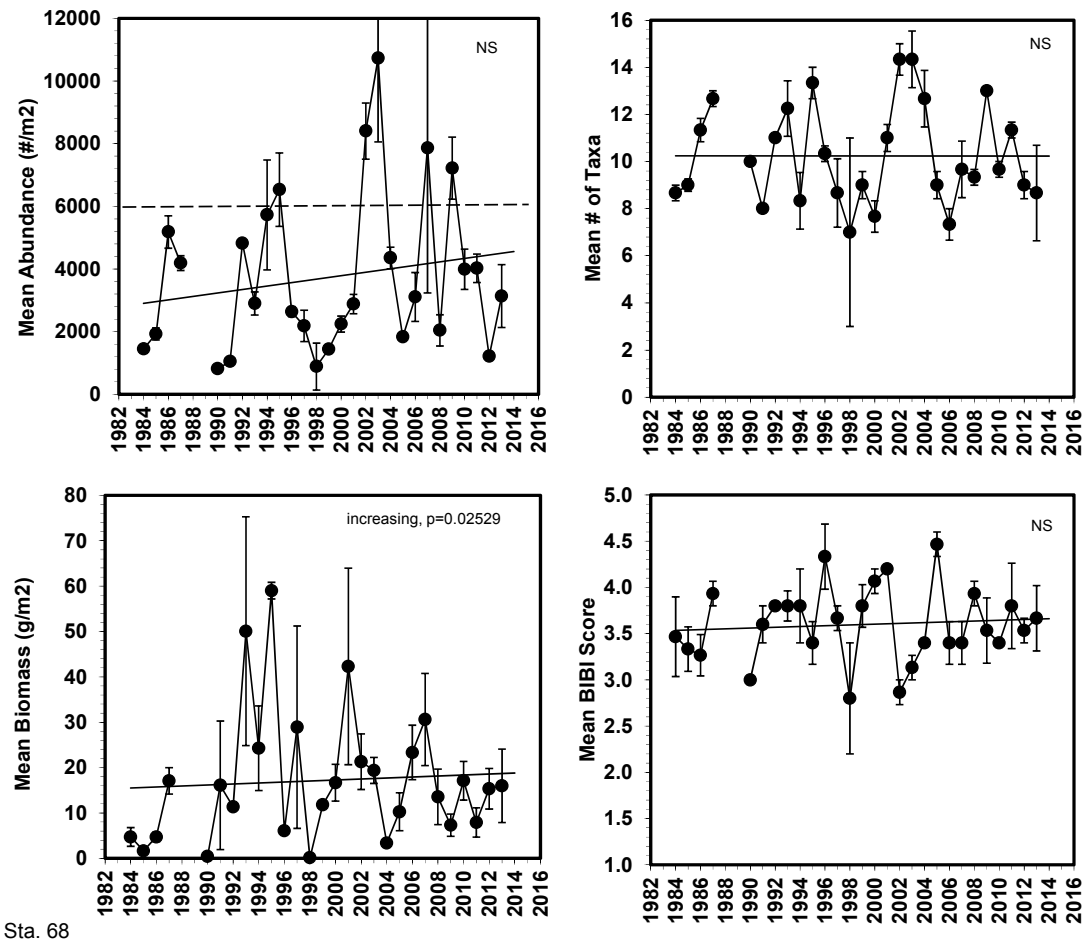 12000
10000
8000
6000
4000
2000
0
Mean Abundance (#/m2)
NS
1982 1984 1986 1988 1990 1992 1994 1996 1998 2000 2002 2004 2006 2008 2010 2012 2014 2016
16
14
12
10
8
6
4
2
0
Mean # of Taxa
NS
1982 1984 1986 1988 1990 1992 1994 1996 1998 2000 2002 2004 2006 2008 2010 2012 2014 2016
80
70
60
50
40
30
20
10
0
Mean Biomass (g/m2)
increasing, p=0.02529
1982 1984 1986 1988 1990 1992 1994 1996 1998 2000 2002 2004 2006 2008 2010 2012 2014 2016
5.0
4.5
4.0
3.5
3.0
2.5
2.0
1.5
1.0
Mean BIBI Score
NS
1982 1984 1986 1988 1990 1992 1994 1996 1998 2000 2002 2004 2006 2008 2010 2012 2014 2016
Sta. 68